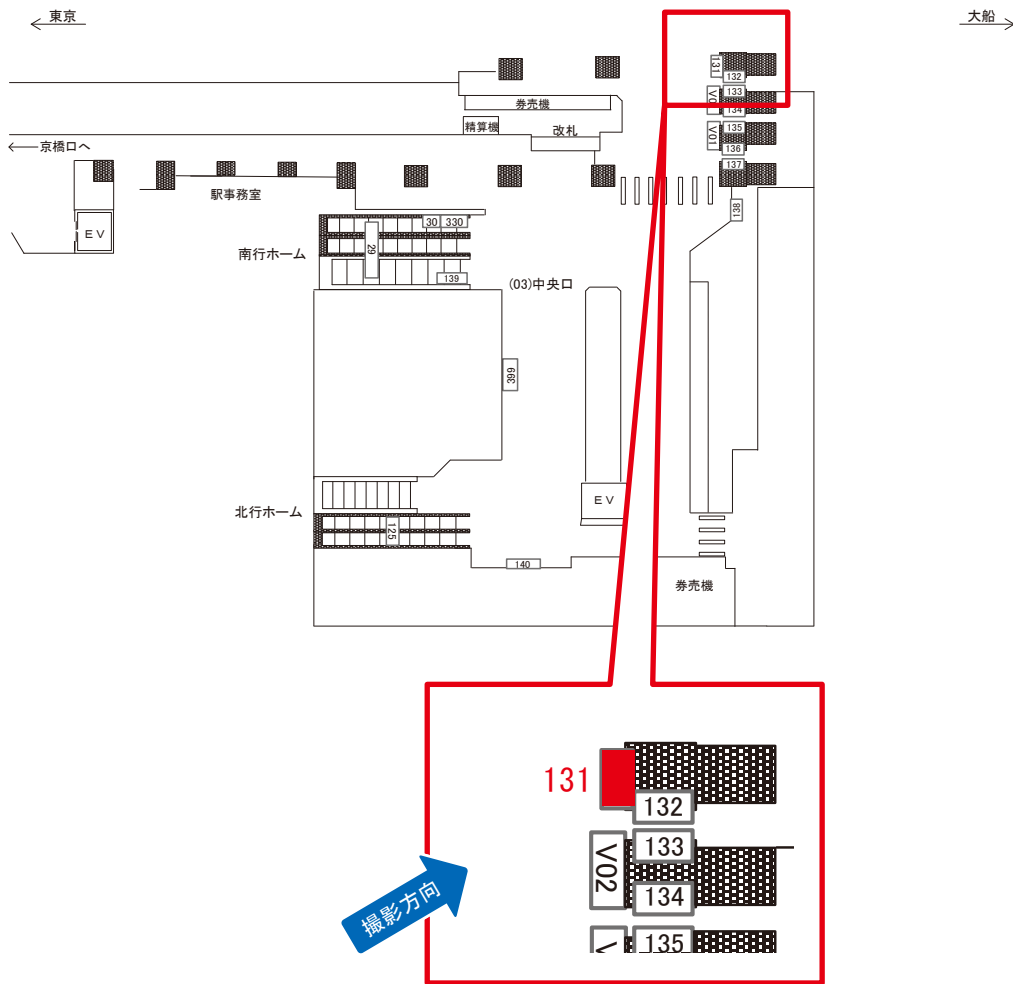 東京
大船
131
132
券売機
133
V02
134
精算機
改札
V01
135
136
京橋口へ
137
駅事務室
138
EV
30
330
29
南行ホーム
139
(03)中央口
399
EV
北行ホーム
125
140
券売機
131
132
133
V02
134
撮影方向
135